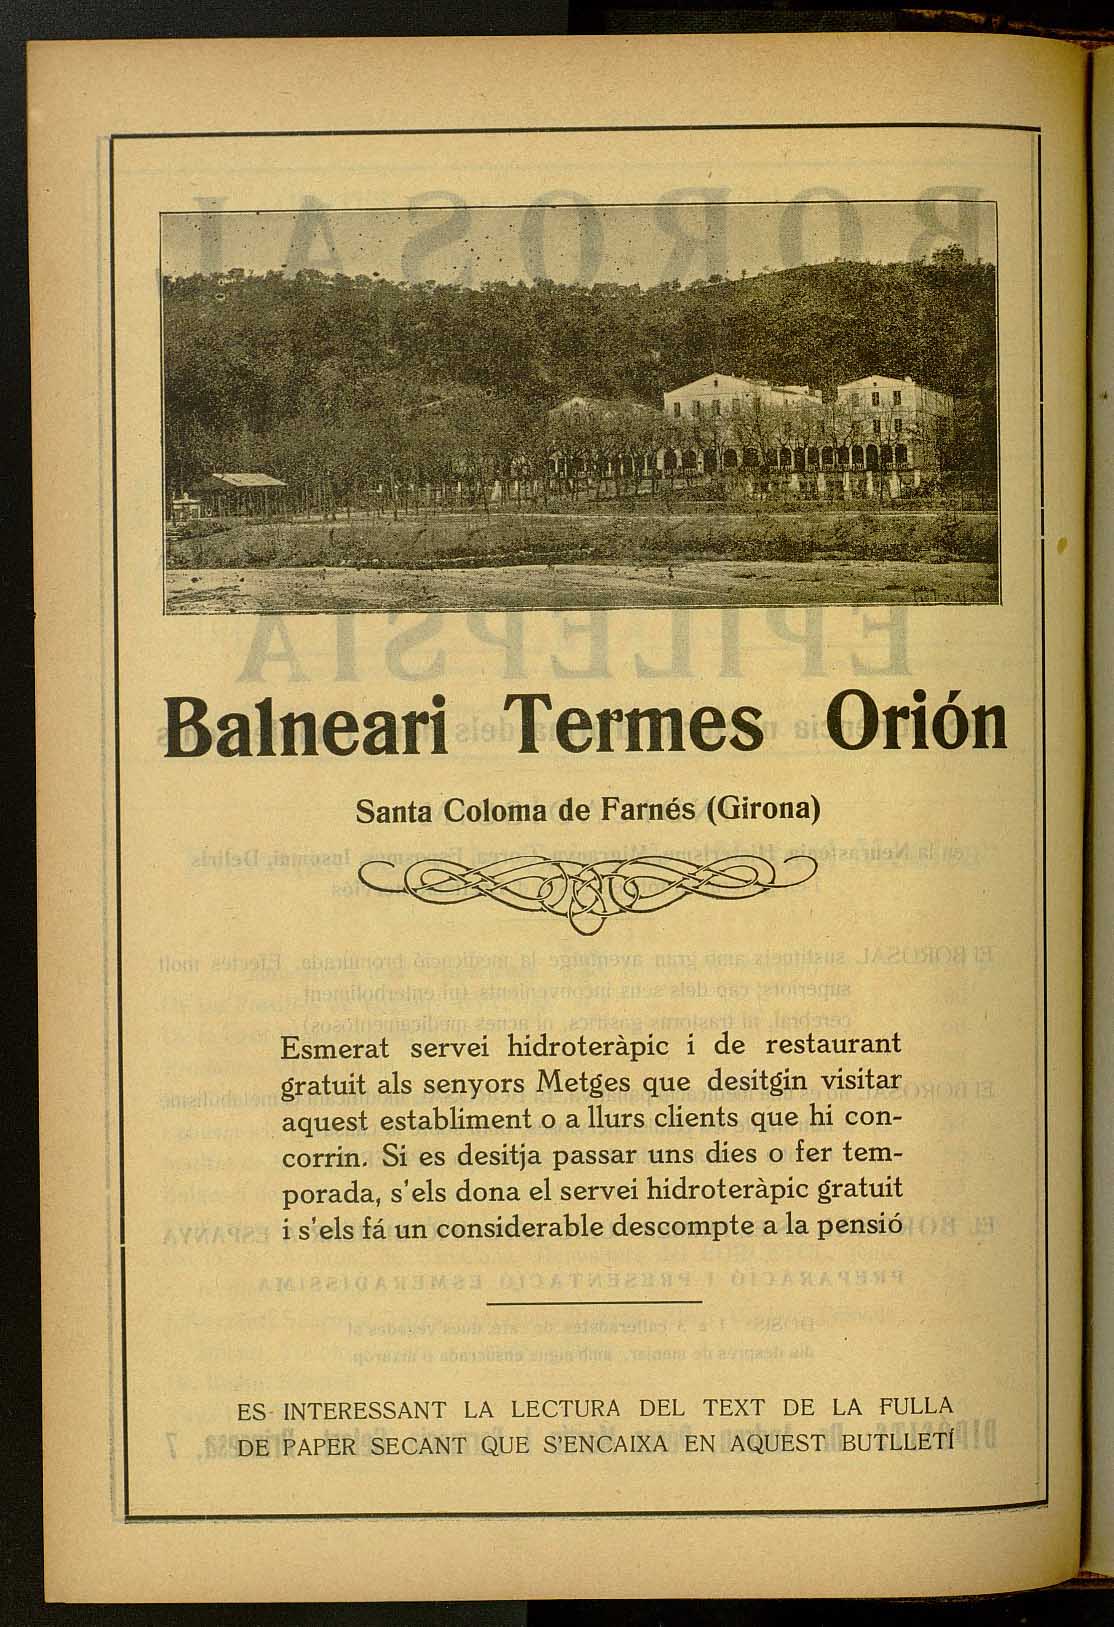 Balneari Termes Orión
Santa Coloma de Farnés (Girona)
Esmerat servei hidroteràpic i de restaurant
gratuit als senyors Metges que desitgin visitar
aquest establiment o a llurs clients que hi con-
corrin. Si es desitja passar uns dies o fer tem-
porada, s'els dona el servei hidroteràpic gratuit
i s'els fá un considerable descompte a la pensió
ES INTERESSANT LA LECTURA DEL TEXT DE LA FULLA
DE PAPER SECANT QUE S'ENCAIXA EN AQUEST BUTLLETÍ